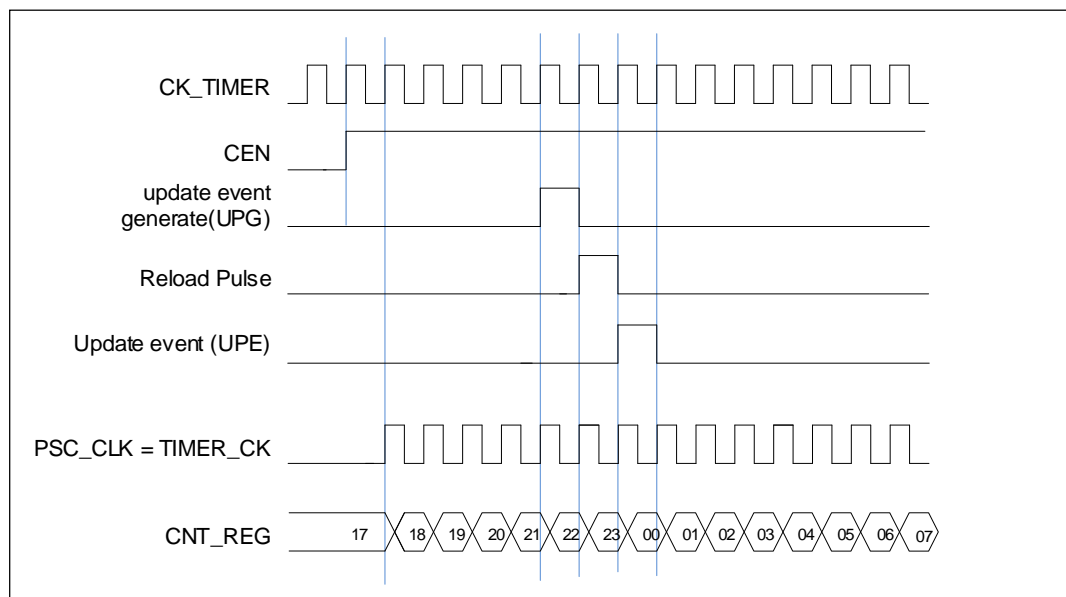 CK_TIMER
CEN
update event
generate(UPG)
Reload Pulse
Update event (UPE)
PSC_CLK = TIMER_CK
CNT_REG 17 18 19 20 21 22 23 00 01 02 03 04 05 06 07